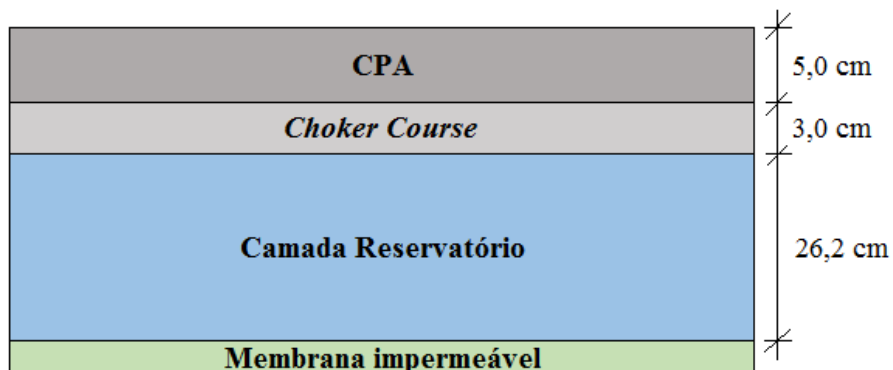 CPA
5,0 cm
Choker Course
3,0 cm
Camada Reservatório
26,2 cm
Membrana impermeável